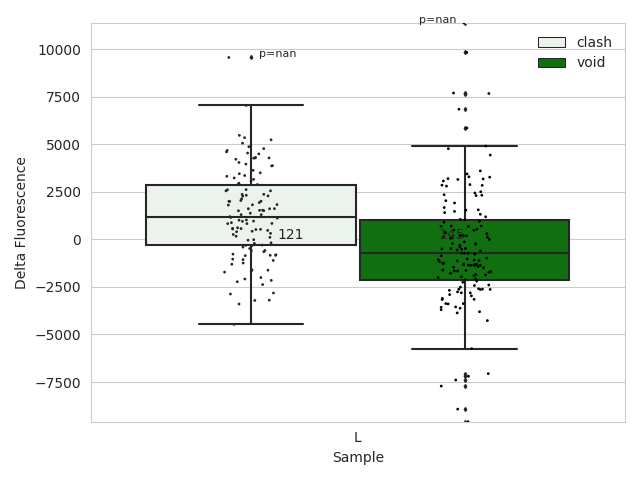 p=nan
p=nan
clash
void
10000
7500
5000
2500
0
−2500
−5000
−7500
Delta Fluorescence
121
L
Sample